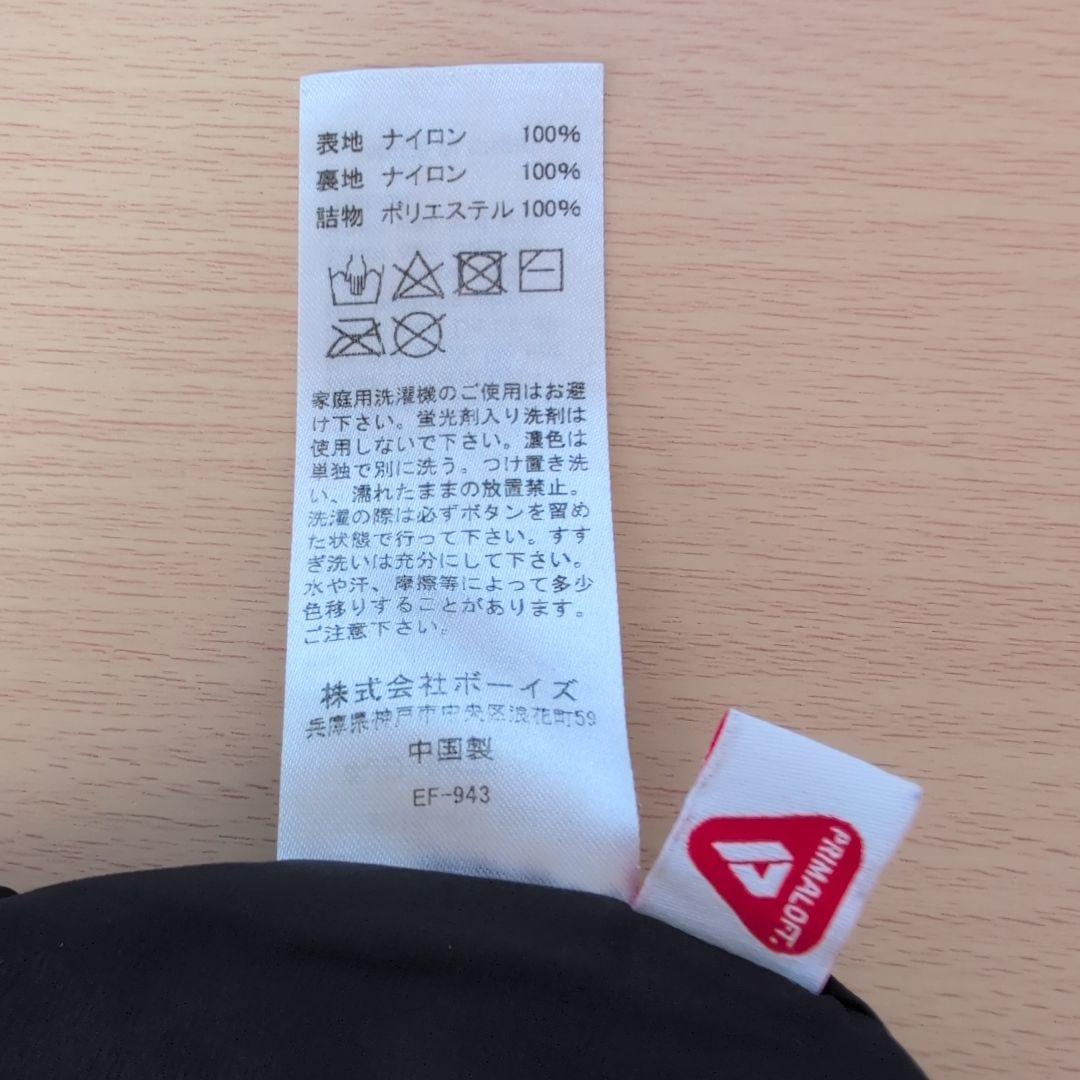 表地 ナイロン 100%
裏地 ナイロン 100%
詰物 ポリエステル 100%
家庭用洗濯機のご使用はお避
け下さい。蛍光剤入り洗剤は
使用しないで下さい。濃色は
単独で別に洗う。つけ置き洗
い、濡れたままの放置禁止。
洗濯の際は必ずボタンを留め
た状態で行って下さい。すす
ぎ洗いは充分にして下さい。
水や汗、摩擦等によって多少
色移りすることがあります。
ご注意下さい。
株式会社ボーイズ
兵庫県神戸市中央区浪花町59
中国製
EF-943
PRIMALOFT.